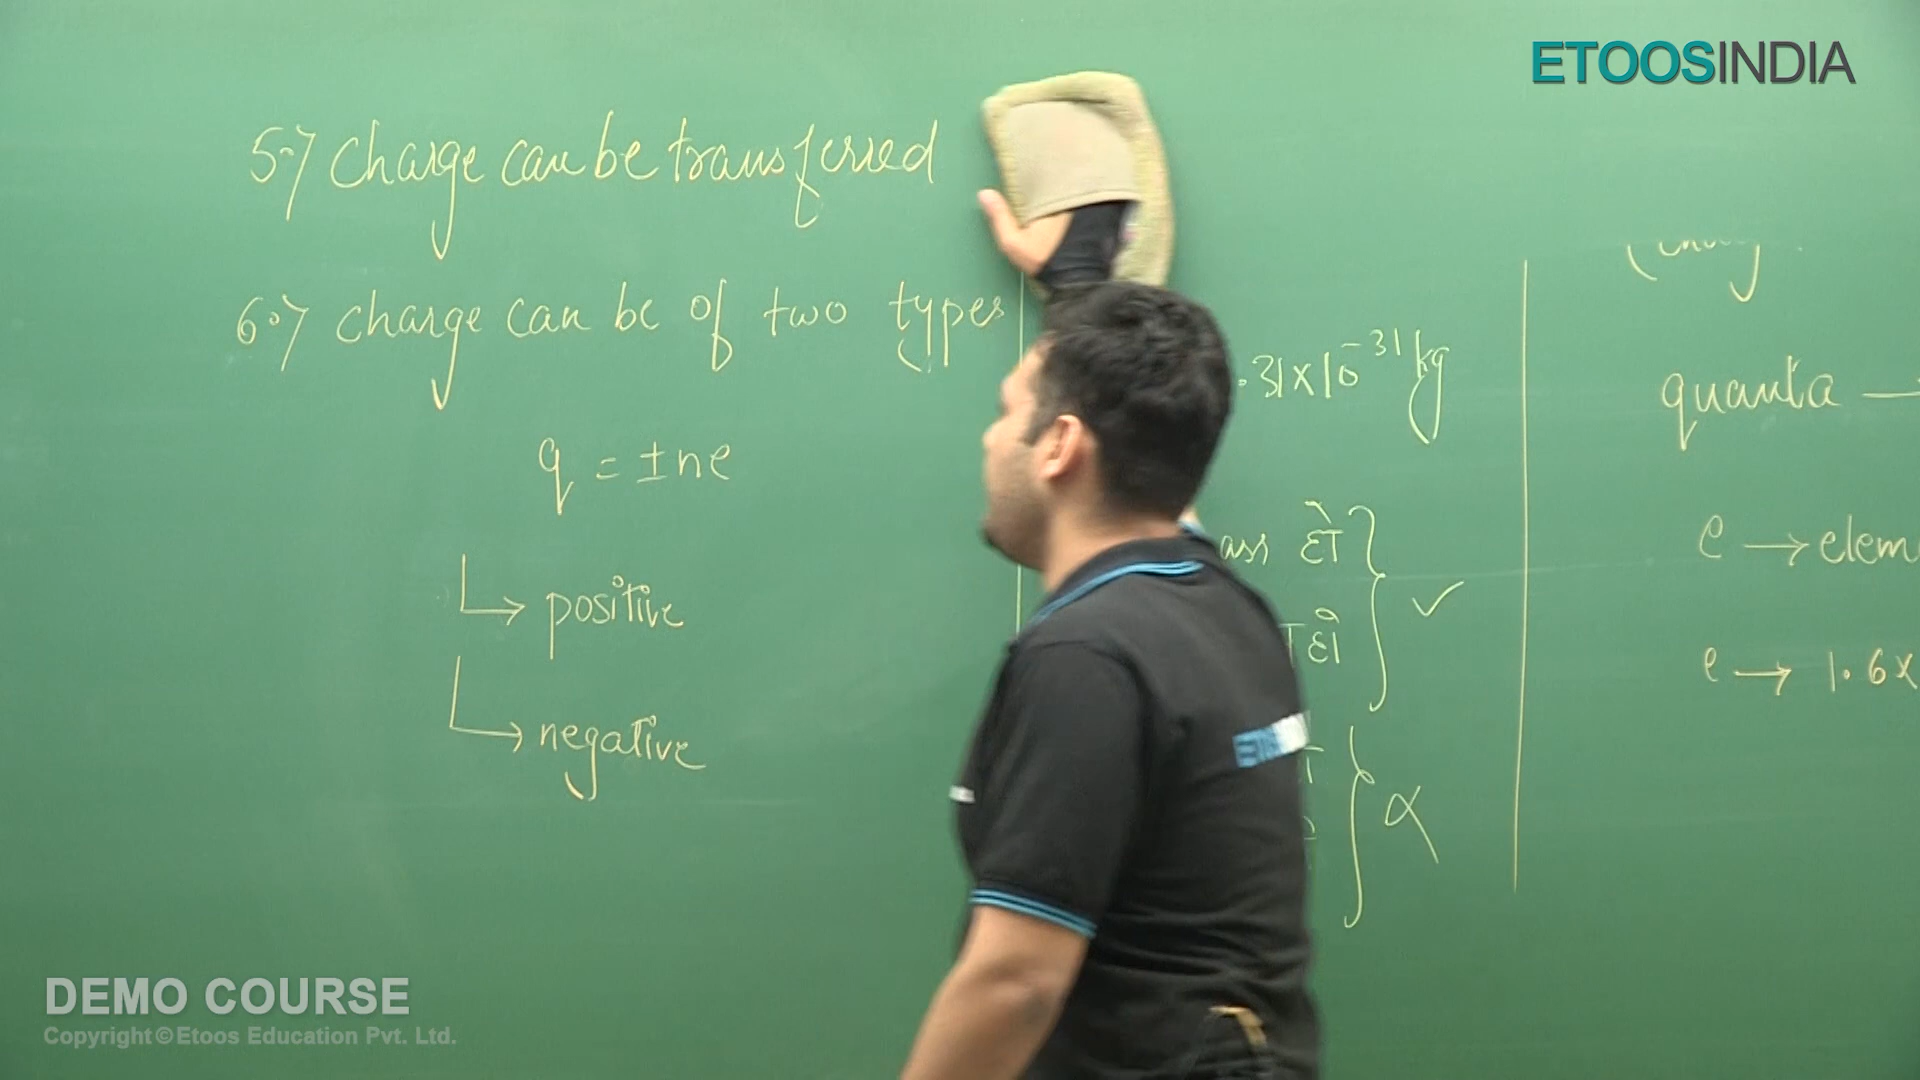 ETOOSINDIA
5.) Charge can be transferred
6.) Charge can be of two types
q = ±ne
↳ positive
↳ negative
.31×10⁻³¹ kg
ass
✓
α
quanta →
e → elem
e → 1.6×
DEMO COURSE
Copyright © Etoos Education Pvt. Ltd.